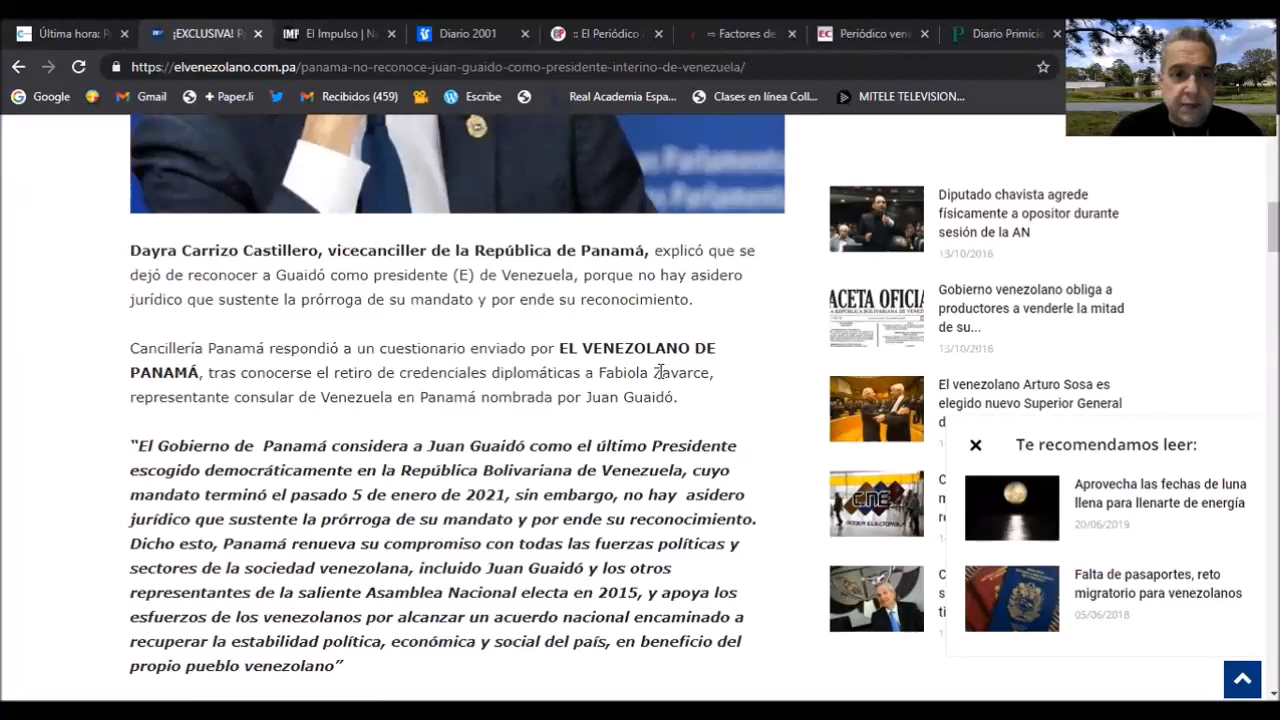 Última hora: P
¡EXCLUSIVA! R
IMF El Impulso | N
Diario 2001
:: El Periódico
⇒ Factores de
EC Periódico ven
Diario Primicia
https://elvenezolano.com.pa/panama-no- ce-juan-guaido-como-presidente-interino-de-venezuela/
Google
Gmail
+ Paper.li
Recibidos (459)
Escribe
Real Academia Espa...
Clases en línea Coll...
MITELE TELEVISION...
Dayra Carrizo Castillero, vicecanciller de la República de Panamá, explicó que se
dejó de reconocer a Guaidó como presidente (E) de Venezuela, porque no hay asidero
jurídico que sustente la prórroga de su mandato y por ende su reconocimiento.
Cancillería Panamá respondió a un cuestionario enviado por EL VENEZOLANO DE
PANAMÁ, tras conocerse el retiro de credenciales diplomáticas a Fabiola Zavarce,
representante consular de Venezuela en Panamá nombrada por Juan Guaidó.
“El Gobierno de Panamá considera a Juan Guaidó como el último Presidente
escogido democráticamente en la República Bolivariana de Venezuela, cuyo
mandato terminó el pasado 5 de enero de 2021, sin embargo, no hay asidero
jurídico que sustente la prórroga de su mandato y por ende su reconocimiento.
Dicho esto, Panamá renueva su compromiso con todas las fuerzas políticas y
sectores de la sociedad venezolana, incluido Juan Guaidó y los otros
representantes de la saliente Asamblea Nacional electa en 2015, y apoya los
esfuerzos de los venezolanos por alcanzar un acuerdo nacional encaminado a
recuperar la estabilidad política, económica y social del país, en beneficio del
propio pueblo venezolano”
Diputado chavista agrede
físicamente a opositor durante
sesión de la AN
13/10/2016
ACETA OFICIA
Gobierno venezolano obliga a
productores a venderle la mitad
de su...
13/10/2016
El venezolano Arturo Sosa es
elegido nuevo Superior General
d
CNE
PODER ELECTORAL
Te recomendamos leer:
Aprovecha las fechas de luna
llena para llenarte de energía
20/06/2019
Falta de pasaportes, reto
migratorio para venezolanos
05/06/2018